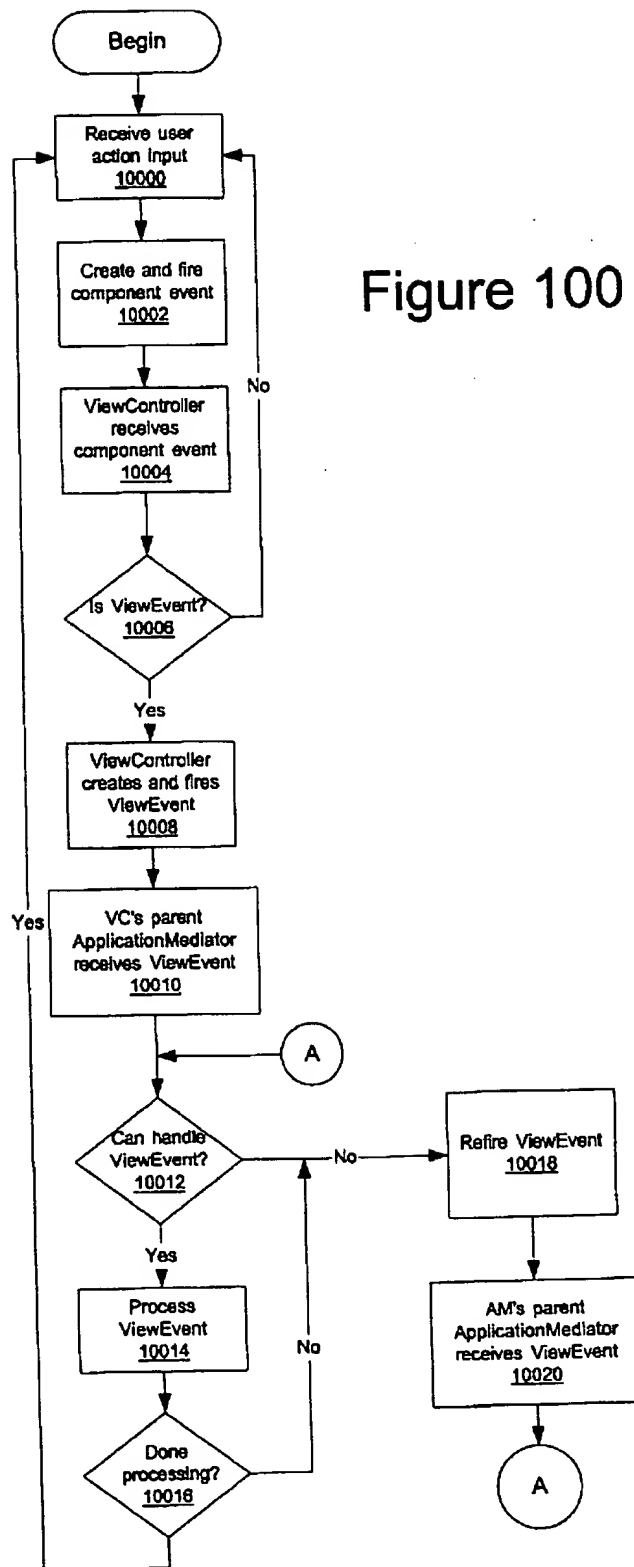 Begin
Receive user
action input
10000
Figure 100
Create and fire
component event
10002
No
ViewController
receives
component event
10004
Is ViewEvent?
10006
Yes
ViewController
creates and fires
ViewEvent
10008
Yes
VC's parent
ApplicationMediator
receives ViewEvent
10010
A
Can handle
ViewEvent?
10012
No
Refire ViewEvent
10018
Yes
Process
ViewEvent
10014
No
AM's parent
ApplicationMediator
receives ViewEvent
10020
Done
processing?
10016
A